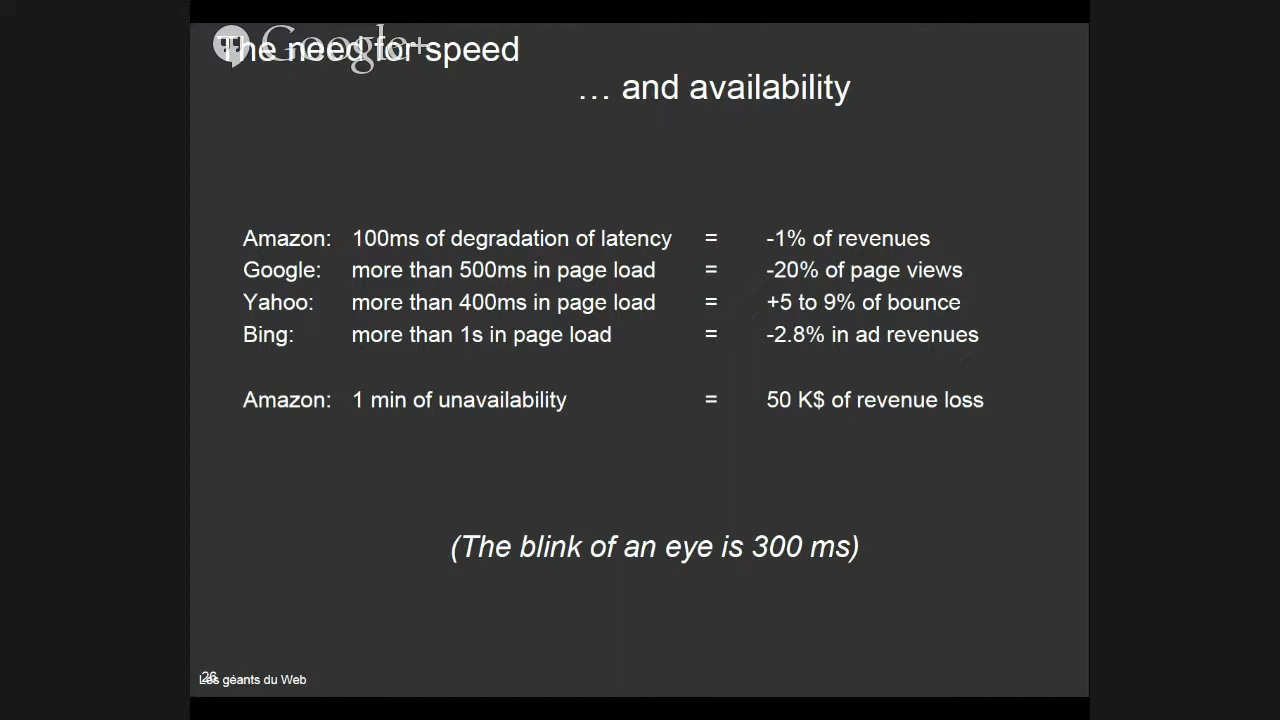 Google+
The need for speed
… and availability
Amazon: 100ms of degradation of latency = -1% of revenues
Google: more than 500ms in page load = -20% of page views
Yahoo: more than 400ms in page load = +5 to 9% of bounce
Bing: more than 1s in page load = -2.8% in ad revenues
Amazon: 1 min of unavailability = 50 K$ of revenue loss
(The blink of an eye is 300 ms)
26
Les géants du Web